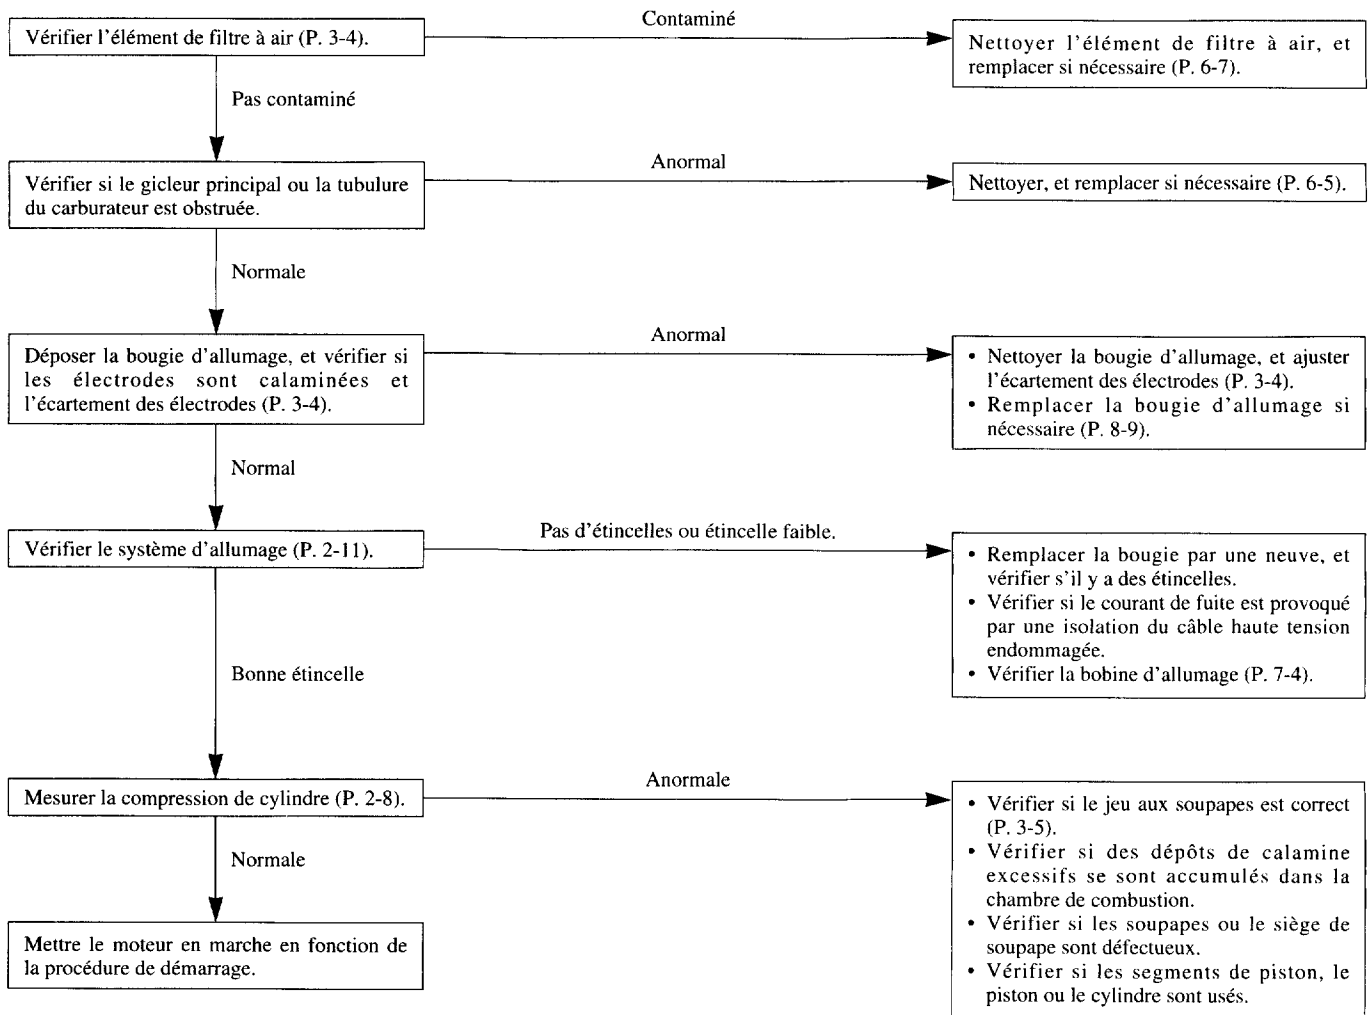 Vérifier l'élément de filtre à air (P. 3-4).
Contaminé
Nettoyer l'élément de filtre à air, et
remplacer si nécessaire (P. 6-7).
Pas contaminé
Vérifier si le gicleur principal ou la tubulure
du carburateur est obstruée.
Anormal
Nettoyer, et remplacer si nécessaire (P. 6-5).
Normale
Déposer la bougie d'allumage, et vérifier si
les électrodes sont calaminées et
l'écartement des électrodes (P. 3-4).
Anormal
• Nettoyer la bougie d'allumage, et ajuster
l'écartement des électrodes (P. 3-4).
• Remplacer la bougie d'allumage si
nécessaire (P. 8-9).
Normal
Vérifier le système d'allumage (P. 2-11).
Pas d'étincelles ou étincelle faible.
• Remplacer la bougie par une neuve, et
vérifier s'il y a des étincelles.
• Vérifier si le courant de fuite est provoqué
par une isolation du câble haute tension
endommagée.
• Vérifier la bobine d'allumage (P. 7-4).
Bonne étincelle
Mesurer la compression de cylindre (P. 2-8).
Anormale
• Vérifier si le jeu aux soupapes est correct
(P. 3-5).
• Vérifier si des dépôts de calamine
excessifs se sont accumulés dans la
chambre de combustion.
• Vérifier si les soupapes ou le siège de
soupape sont défectueux.
• Vérifier si les segments de piston, le
piston ou le cylindre sont usés.
Normale
Mettre le moteur en marche en fonction de
la procédure de démarrage.